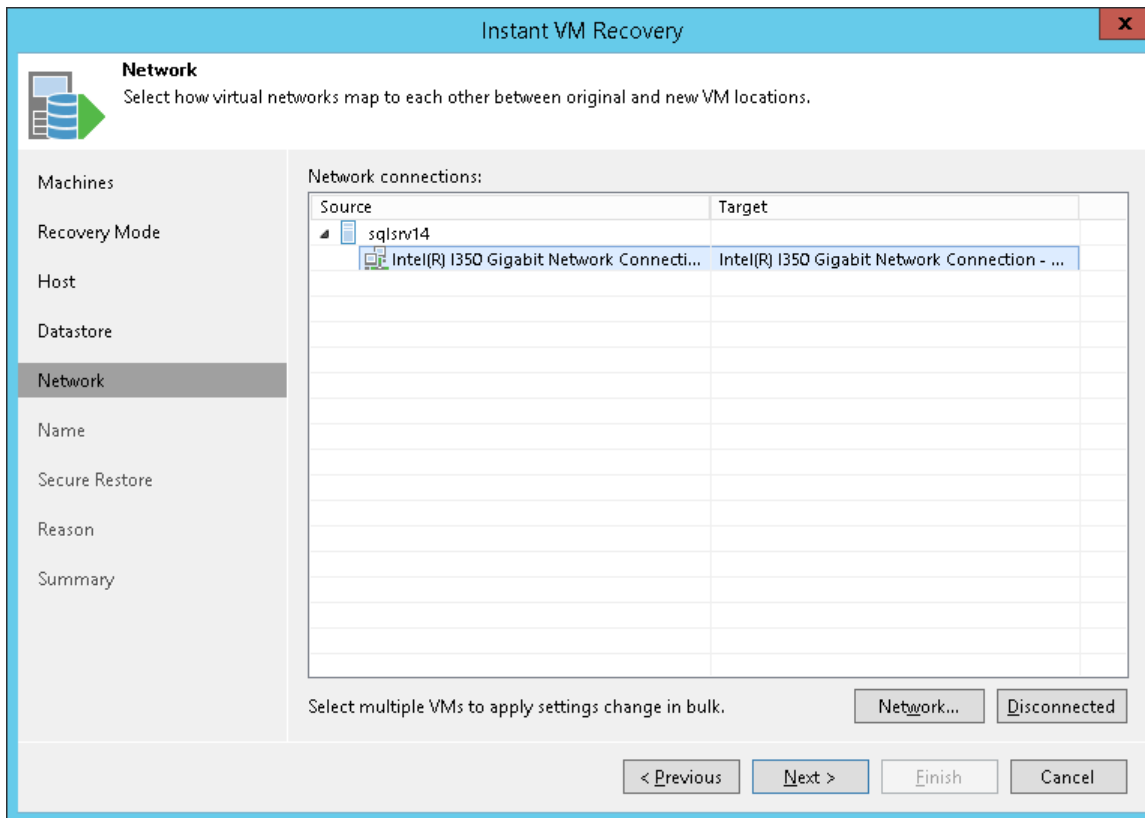 Instant VM Recovery
x
Network
Select how virtual networks map to each other between original and new VM locations.
Machines
Recovery Mode
Host
Datastore
Network
Name
Secure Restore
Reason
Summary
Network connections:
Source Target
sqlsrv14
Intel(R) I350 Gigabit Network Connecti... Intel(R) I350 Gigabit Network Connection - ...
Select multiple VMs to apply settings change in bulk. Network... Disconnected
< Previous Next > Finish Cancel